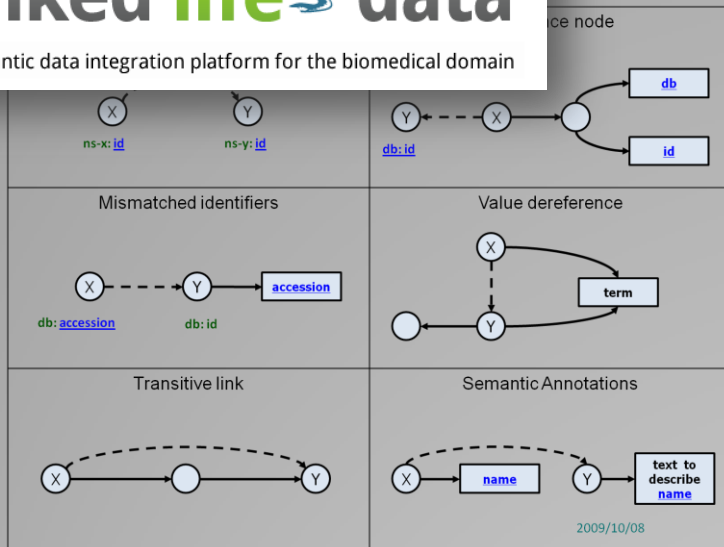 life data
ntic data integration platform for the biomedical domain
node
X
Y
ns-x: id
ns-y: id
Y
X
db
db: id
id
Mismatched identifiers
X
Y
accession
db: accession
db: id
Value dereference
X
term
Y
Transitive link
X
Y
Semantic Annotations
X
name
Y
text to
describe
name
2009/10/08